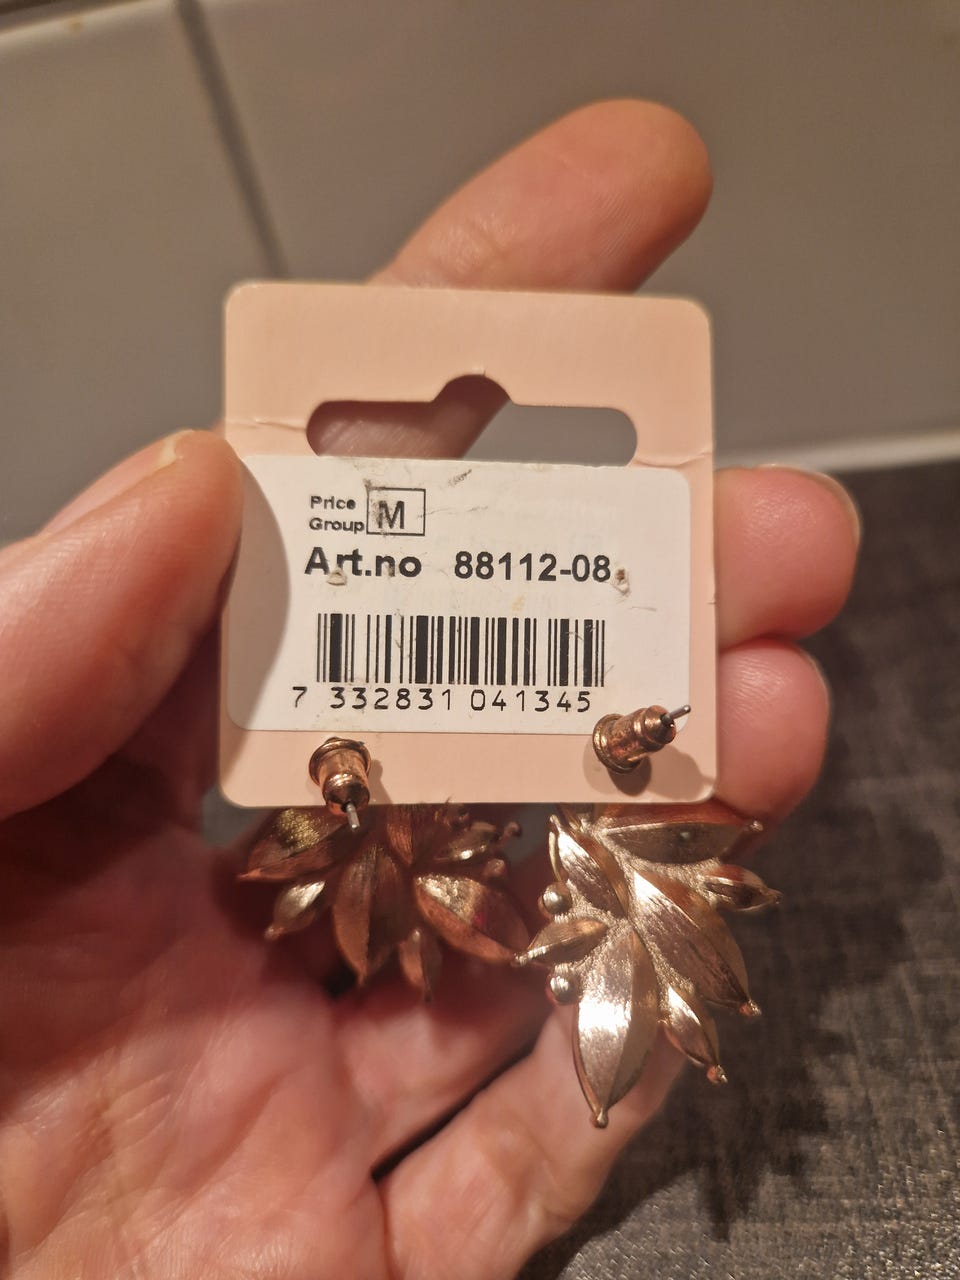 Price
Group M
Art.no 88112-08
7 332831 041345